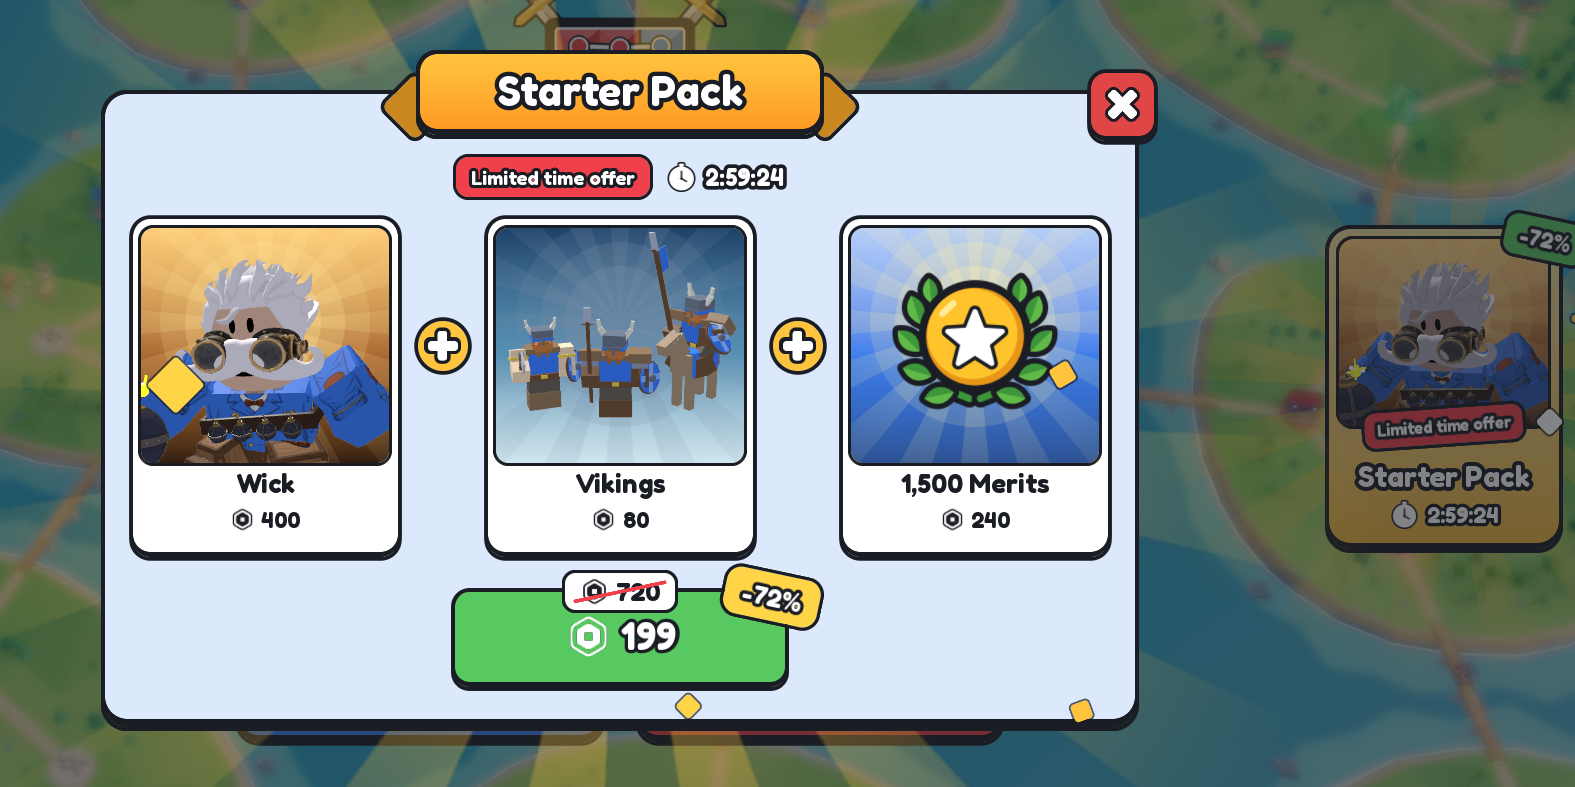 Starter Pack
Limited time offer
2:59:24
Wick
400
Vikings
80
1,500 Merits
240
720
-72%
199
-72%
Limited time offer
Starter Pack
2:59:24